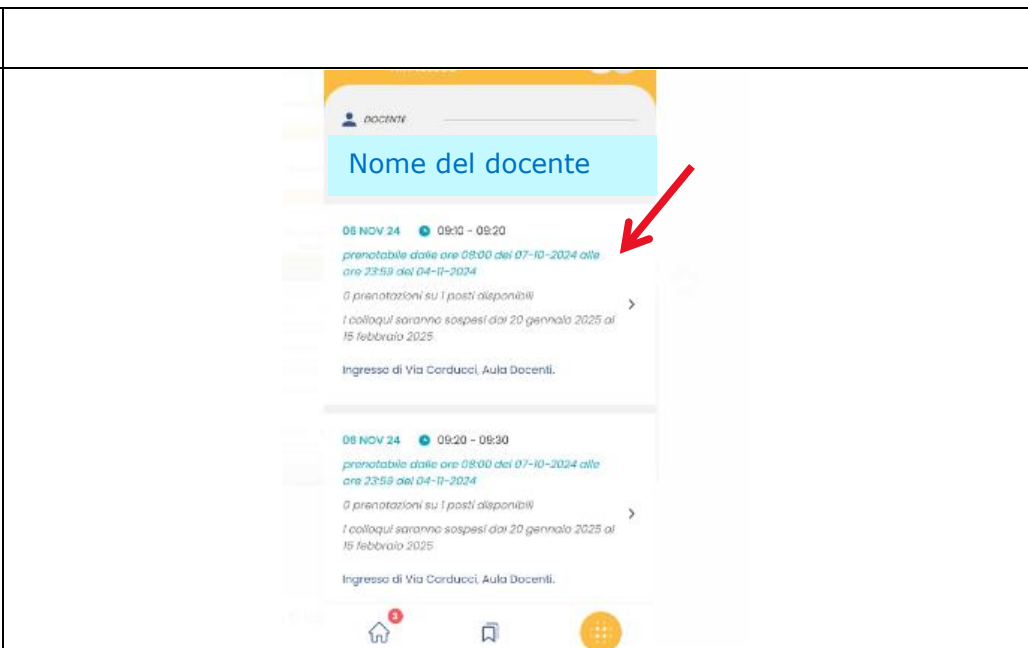 DOCENTE
Nome del docente
06 NOV 24 09:10 - 09:20
prenotabile dalle ore 08:00 del 07-10-2024 alle
ore 23:59 del 04-11-2024
0 prenotazioni su 1 posti disponibili
I colloqui saranno sospesi dal 20 gennaio 2025 al
15 febbraio 2025
Ingresso di Via Carducci, Aula Docenti.
06 NOV 24 09:20 - 09:30
prenotabile dalle ore 08:00 del 07-10-2024 alle
ore 23:59 del 04-11-2024
0 prenotazioni su 1 posti disponibili
I colloqui saranno sospesi dal 20 gennaio 2025 al
15 febbraio 2025
Ingresso di Via Carducci, Aula Docenti.
3